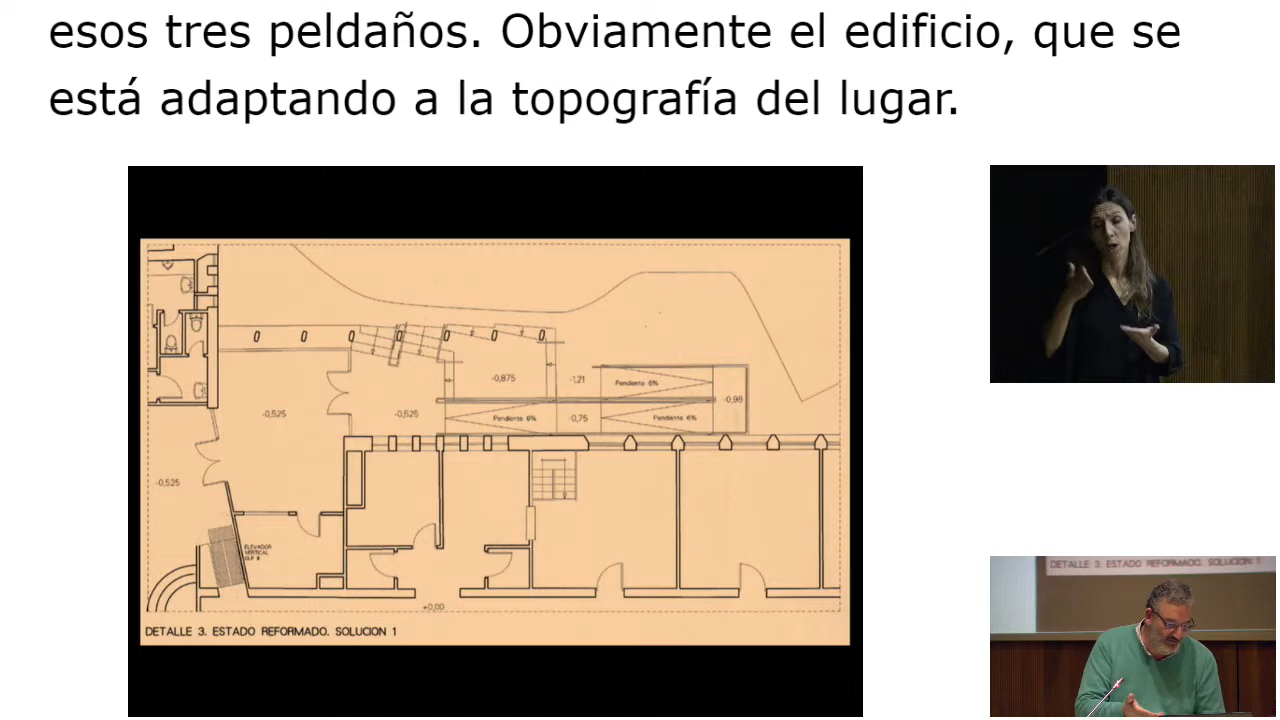 esos tres peldaños. Obviamente el edificio, que se
está adaptando a la topografía del lugar.
-0,875
-1,21
Pendiente 6%
-0,98
-0,525
-0,525
Pendiente 6%
-0,75
Pendiente 6%
-0,525
ELEVADOR
VERTICAL
+0,00
DETALLE 3. ESTADO REFORMADO. SOLUCION 1
DETALLE 3. ESTADO REFORMADO. SOLUCION 1